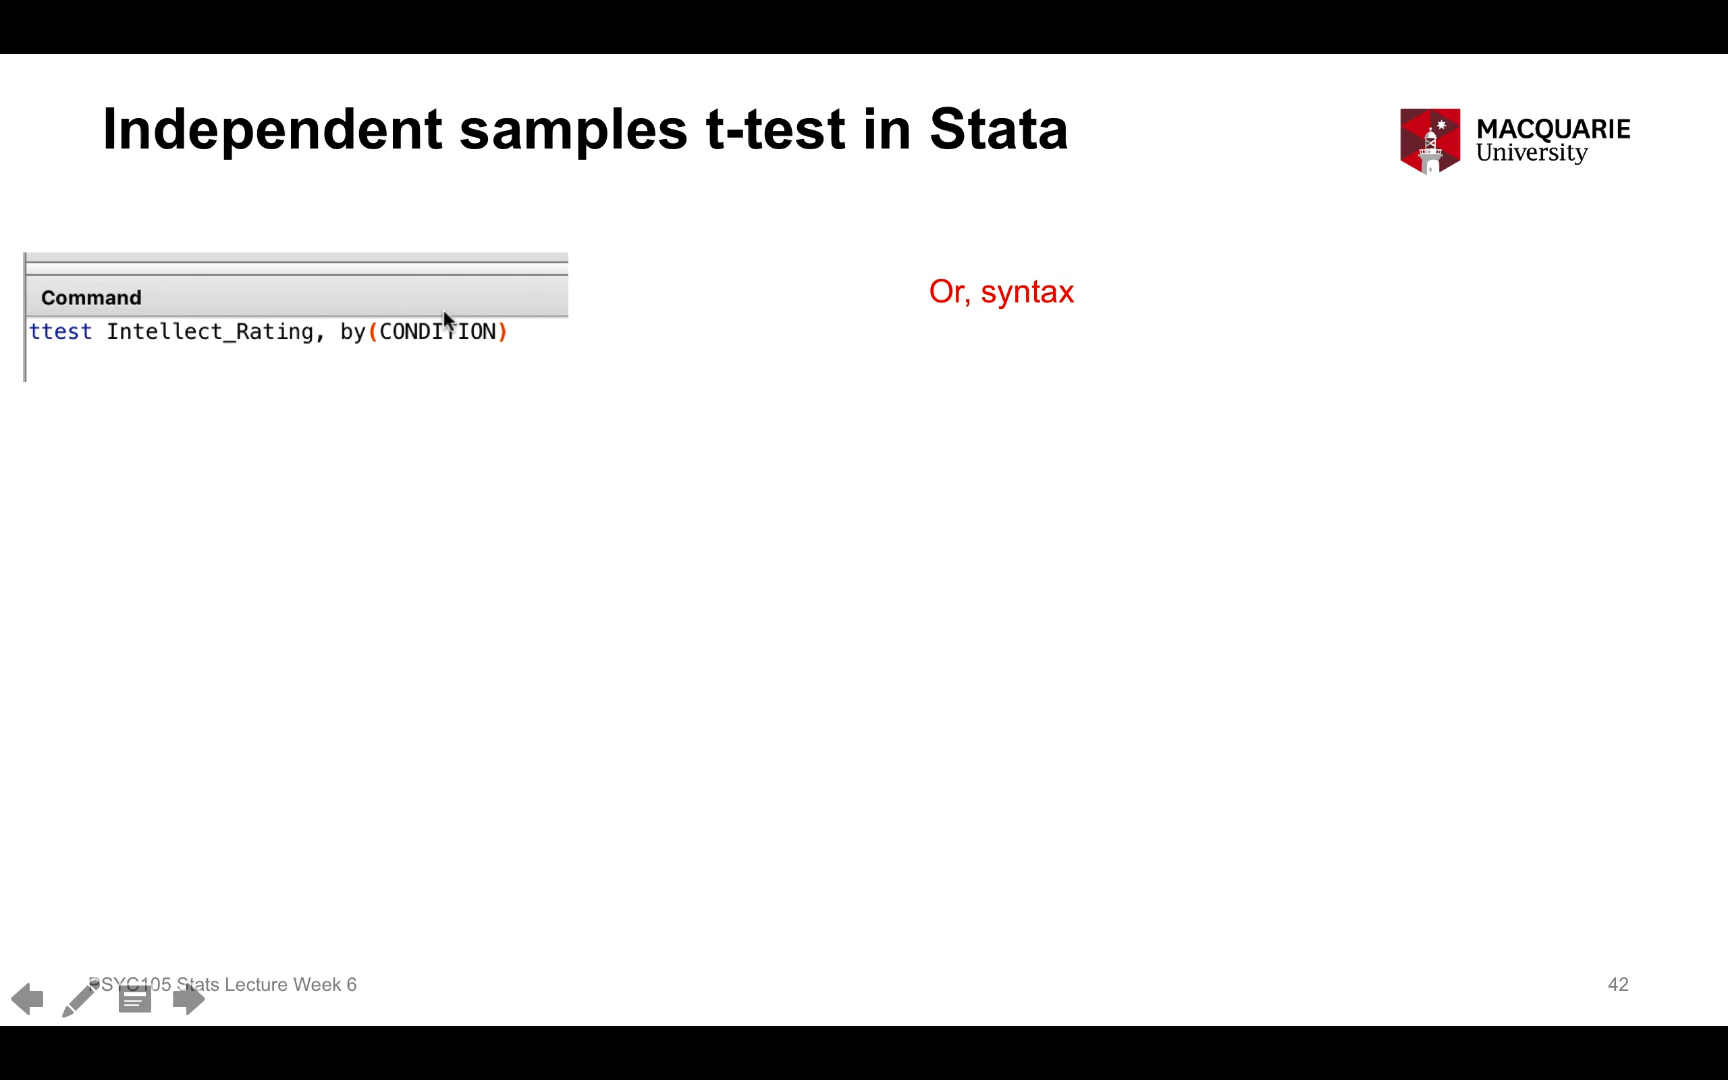 Independent samples t-test in Stata
MACQUARIE
University
Command
Or, syntax
ttest Intellect_Rating, by(CONDITION)
PSYC105 Stats Lecture Week 6
42